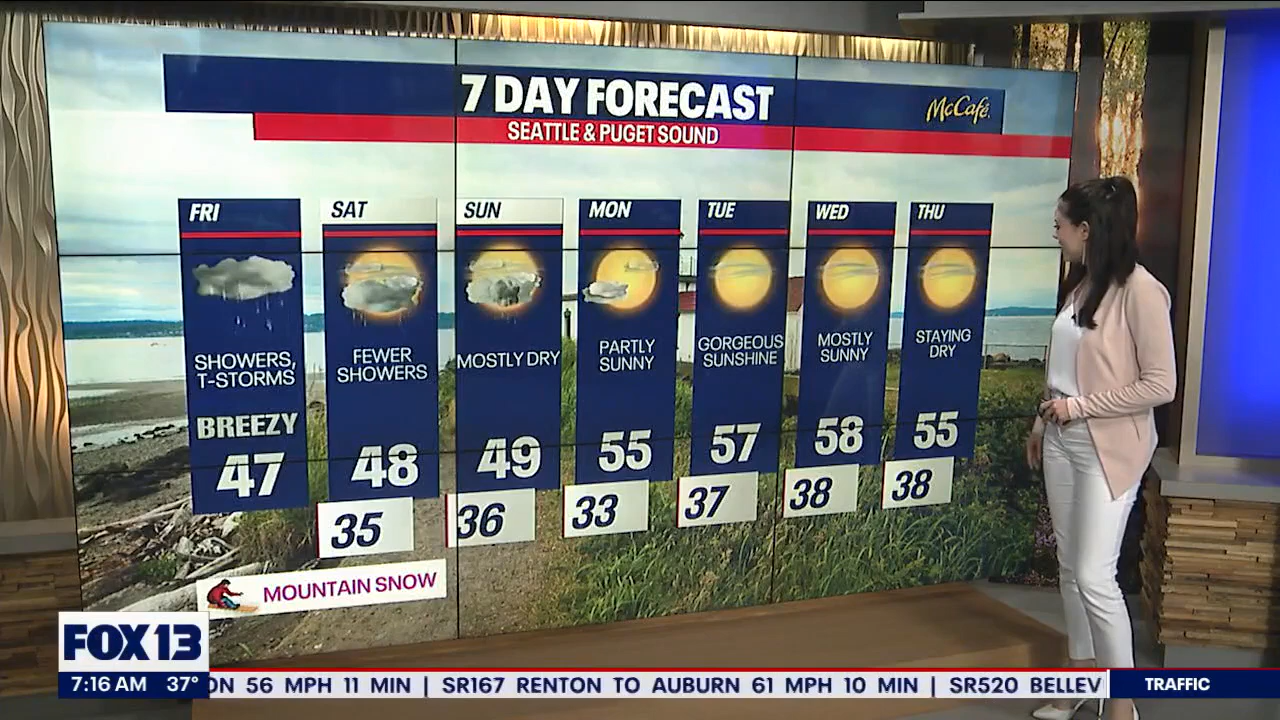 7 DAY FORECAST
McCafé
SEATTLE & PUGET SOUND
FRI
SHOWERS,
T-STORMS
BREEZY
47
SAT
FEWER
SHOWERS
48
35
SUN
MOSTLY DRY
49
36
MON
PARTLY
SUNNY
55
33
TUE
GORGEOUS
SUNSHINE
57
37
WED
MOSTLY
SUNNY
58
38
THU
STAYING
DRY
55
38
MOUNTAIN SNOW
FOX 13
7:16 AM 37°
ON 56 MPH 11 MIN | SR167 RENTON TO AUBURN 61 MPH 10 MIN | SR520 BELLEV
TRAFFIC